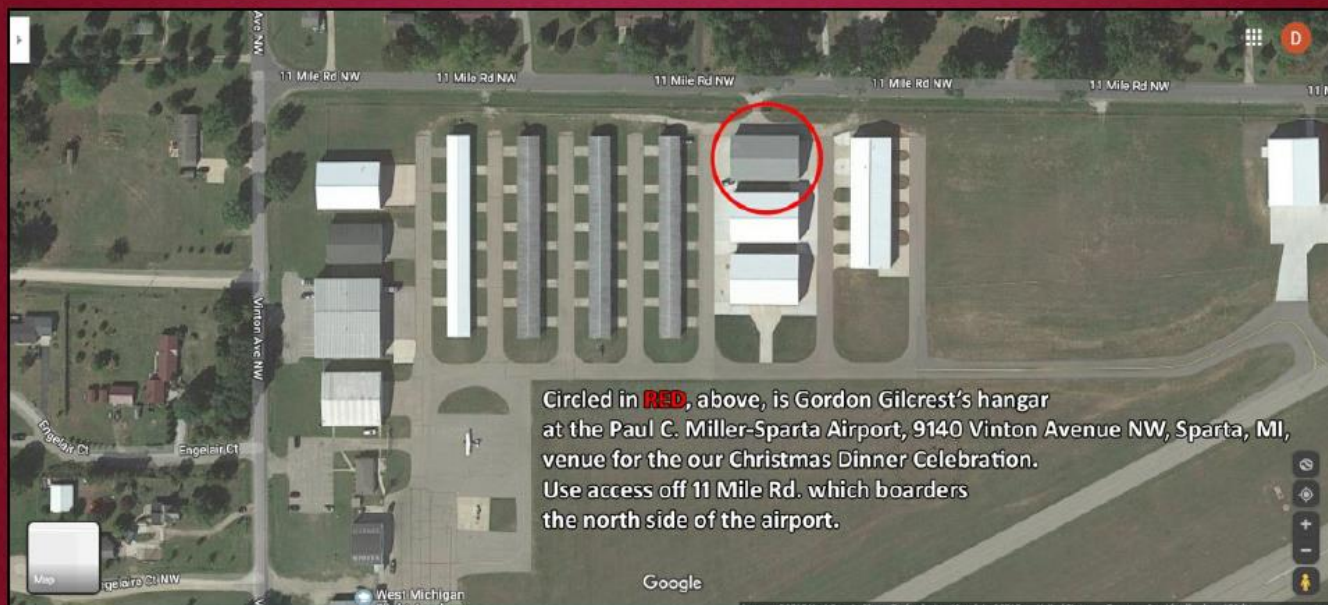 Ave NW
D
11 Mile Rd NW
11 Mile Rd NW
11 Mile Rd NW
11 Mile Rd NW
11 Mile Rd NW
Vinton Ave NW
Circled in RED, above, is Gordon Gilcrest's hangar
at the Paul C. Miller-Sparta Airport, 9140 Vinton Avenue NW, Sparta, MI,
venue for the our Christmas Dinner Celebration.
Use access off 11 Mile Rd. which boarders
the north side of the airport.
Engelair Ct
Engelair Ct
Map
Google
West Michigan